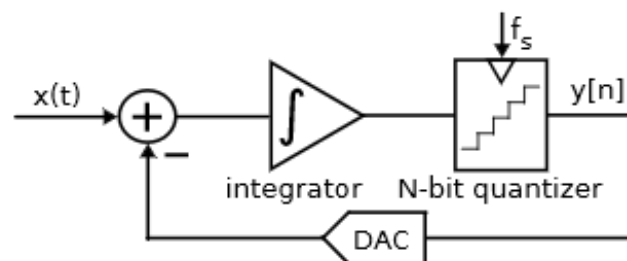 f_s
x(t)
+
∫
y[n]
−
integrator
N-bit quantizer
DAC